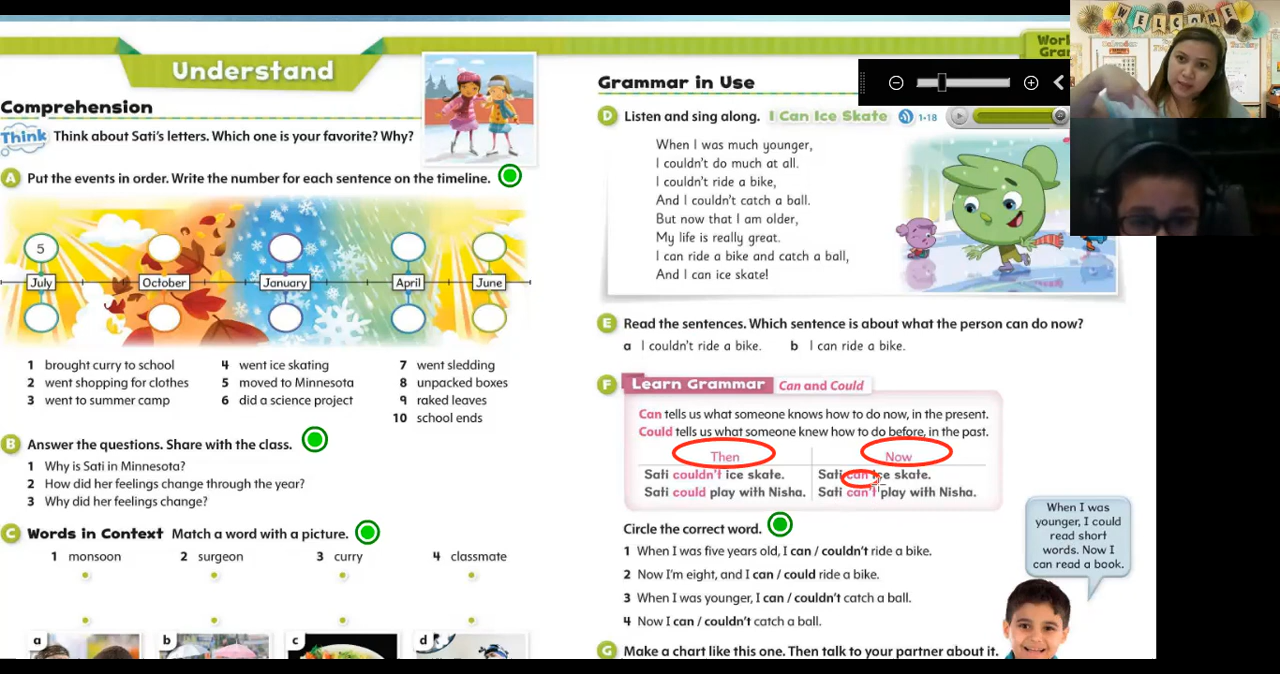 Understand
Comprehension
Think
Think about Sati's letters. Which one is your favorite? Why?
A Put the events in order. Write the number for each sentence on the timeline.
5
July October January April June
1 brought curry to school
2 went shopping for clothes
3 went to summer camp
4 went ice skating
5 moved to Minnesota
6 did a science project
7 went sledding
8 unpacked boxes
9 raked leaves
10 school ends
B Answer the questions. Share with the class.
1 Why is Sati in Minnesota?
2 How did her feelings change through the year?
3 Why did her feelings change?
C Words in Context Match a word with a picture.
1 monsoon 2 surgeon 3 curry 4 classmate
a b c d
Grammar in Use
D Listen and sing along. I Can Ice Skate 1·18
When I was much younger,
I couldn't do much at all.
I couldn't ride a bike,
And I couldn't catch a ball.
But now that I am older,
My life is really great.
I can ride a bike and catch a ball,
And I can ice skate!
E Read the sentences. Which sentence is about what the person can do now?
a I couldn't ride a bike. b I can ride a bike.
F Learn Grammar Can and Could
Can tells us what someone knows how to do now, in the present.
Could tells us what someone knew how to do before, in the past.
Then Now
Sati couldn't ice skate. Sati can ice skate.
Sati could play with Nisha. Sati can't play with Nisha.
Circle the correct word.
1 When I was five years old, I can / couldn't ride a bike.
2 Now I'm eight, and I can / could ride a bike.
3 When I was younger, I can / couldn't catch a ball.
4 Now I can / couldn't catch a ball.
When I was
younger, I could
read short
words. Now I
can read a book.
G Make a chart like this one. Then talk to your partner about it.
WELCOME